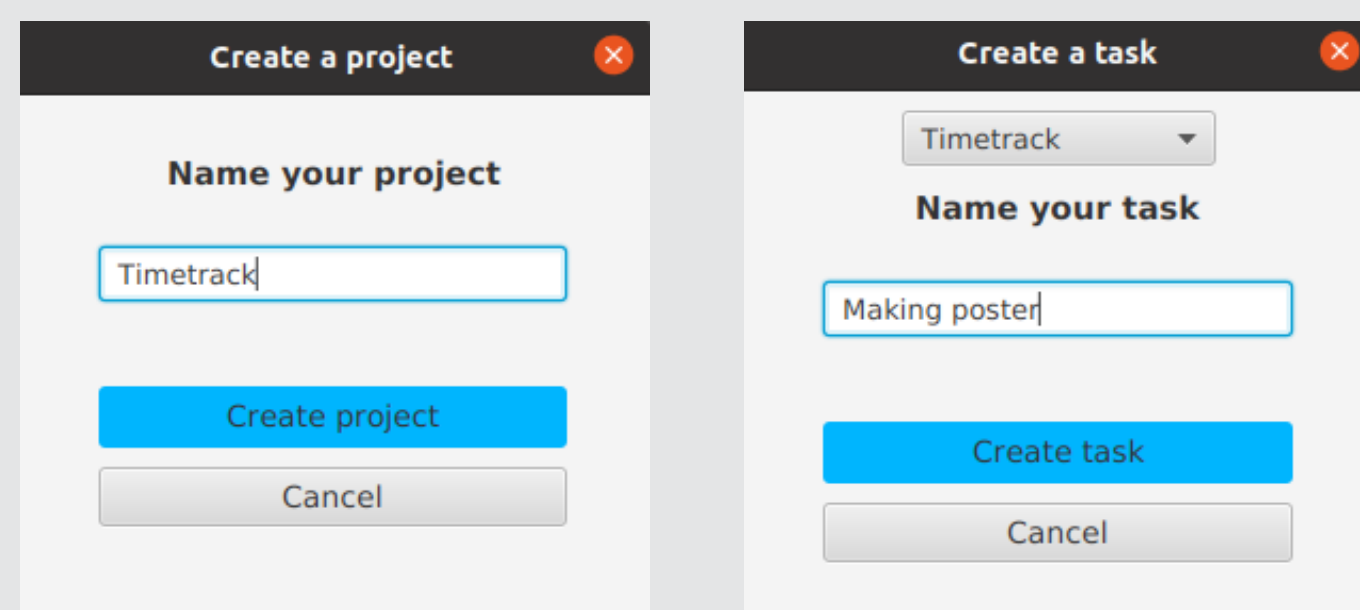 Create a project
Name your project
Timetrack
Create project
Cancel
Create a task
Timetrack
Name your task
Making poster
Create task
Cancel